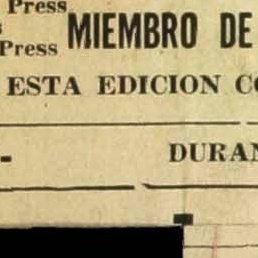 Press
Press MIEMBRO DE
ESTA EDICION
DURAN